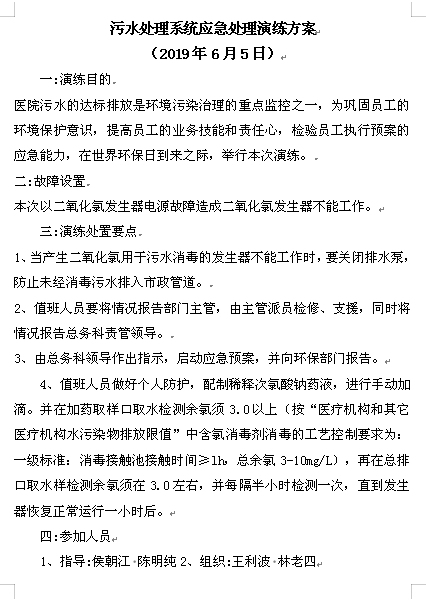 污水处理系统应急处理演练方案
（2019年6月5日）
一:演练目的
医院污水的达标排放是环境污染治理的重点监控之一，为巩固员工的
环境保护意识，提高员工的业务技能和责任心，检验员工执行预案的
应急能力，在世界环保日到来之际，举行本次演练。
二:故障设置
本次以二氧化氯发生器电源故障造成二氧化氯发生器不能工作。
三:演练处置要点
1、当产生二氧化氯用于污水消毒的发生器不能工作时，要关闭排水泵，
防止未经消毒污水排入市政管道。
2、值班人员要将情况报告部门主管，由主管派员检修、支援，同时将
情况报告总务科责管领导。
3、由总务科领导作出指示，启动应急预案，并向环保部门报告。
4、值班人员做好个人防护，配制稀释次氯酸钠药液，进行手动加
滴。并在加药取样口取水检测余氯须 3.0以上（按“医疗机构和其它
医疗机构水污染物排放限值”中含氯消毒剂消毒的工艺控制要求为：
一级标准：消毒接触池接触时间≥1h，总余氯 3-10mg/L），再在总排
口取水样检测余氯须在 3.0 左右，并每隔半小时检测一次，直到发生
器恢复正常运行一小时后。
四:参加人员
1、指导:侯朝江 陈明纯 2、组织:王利波 林老四